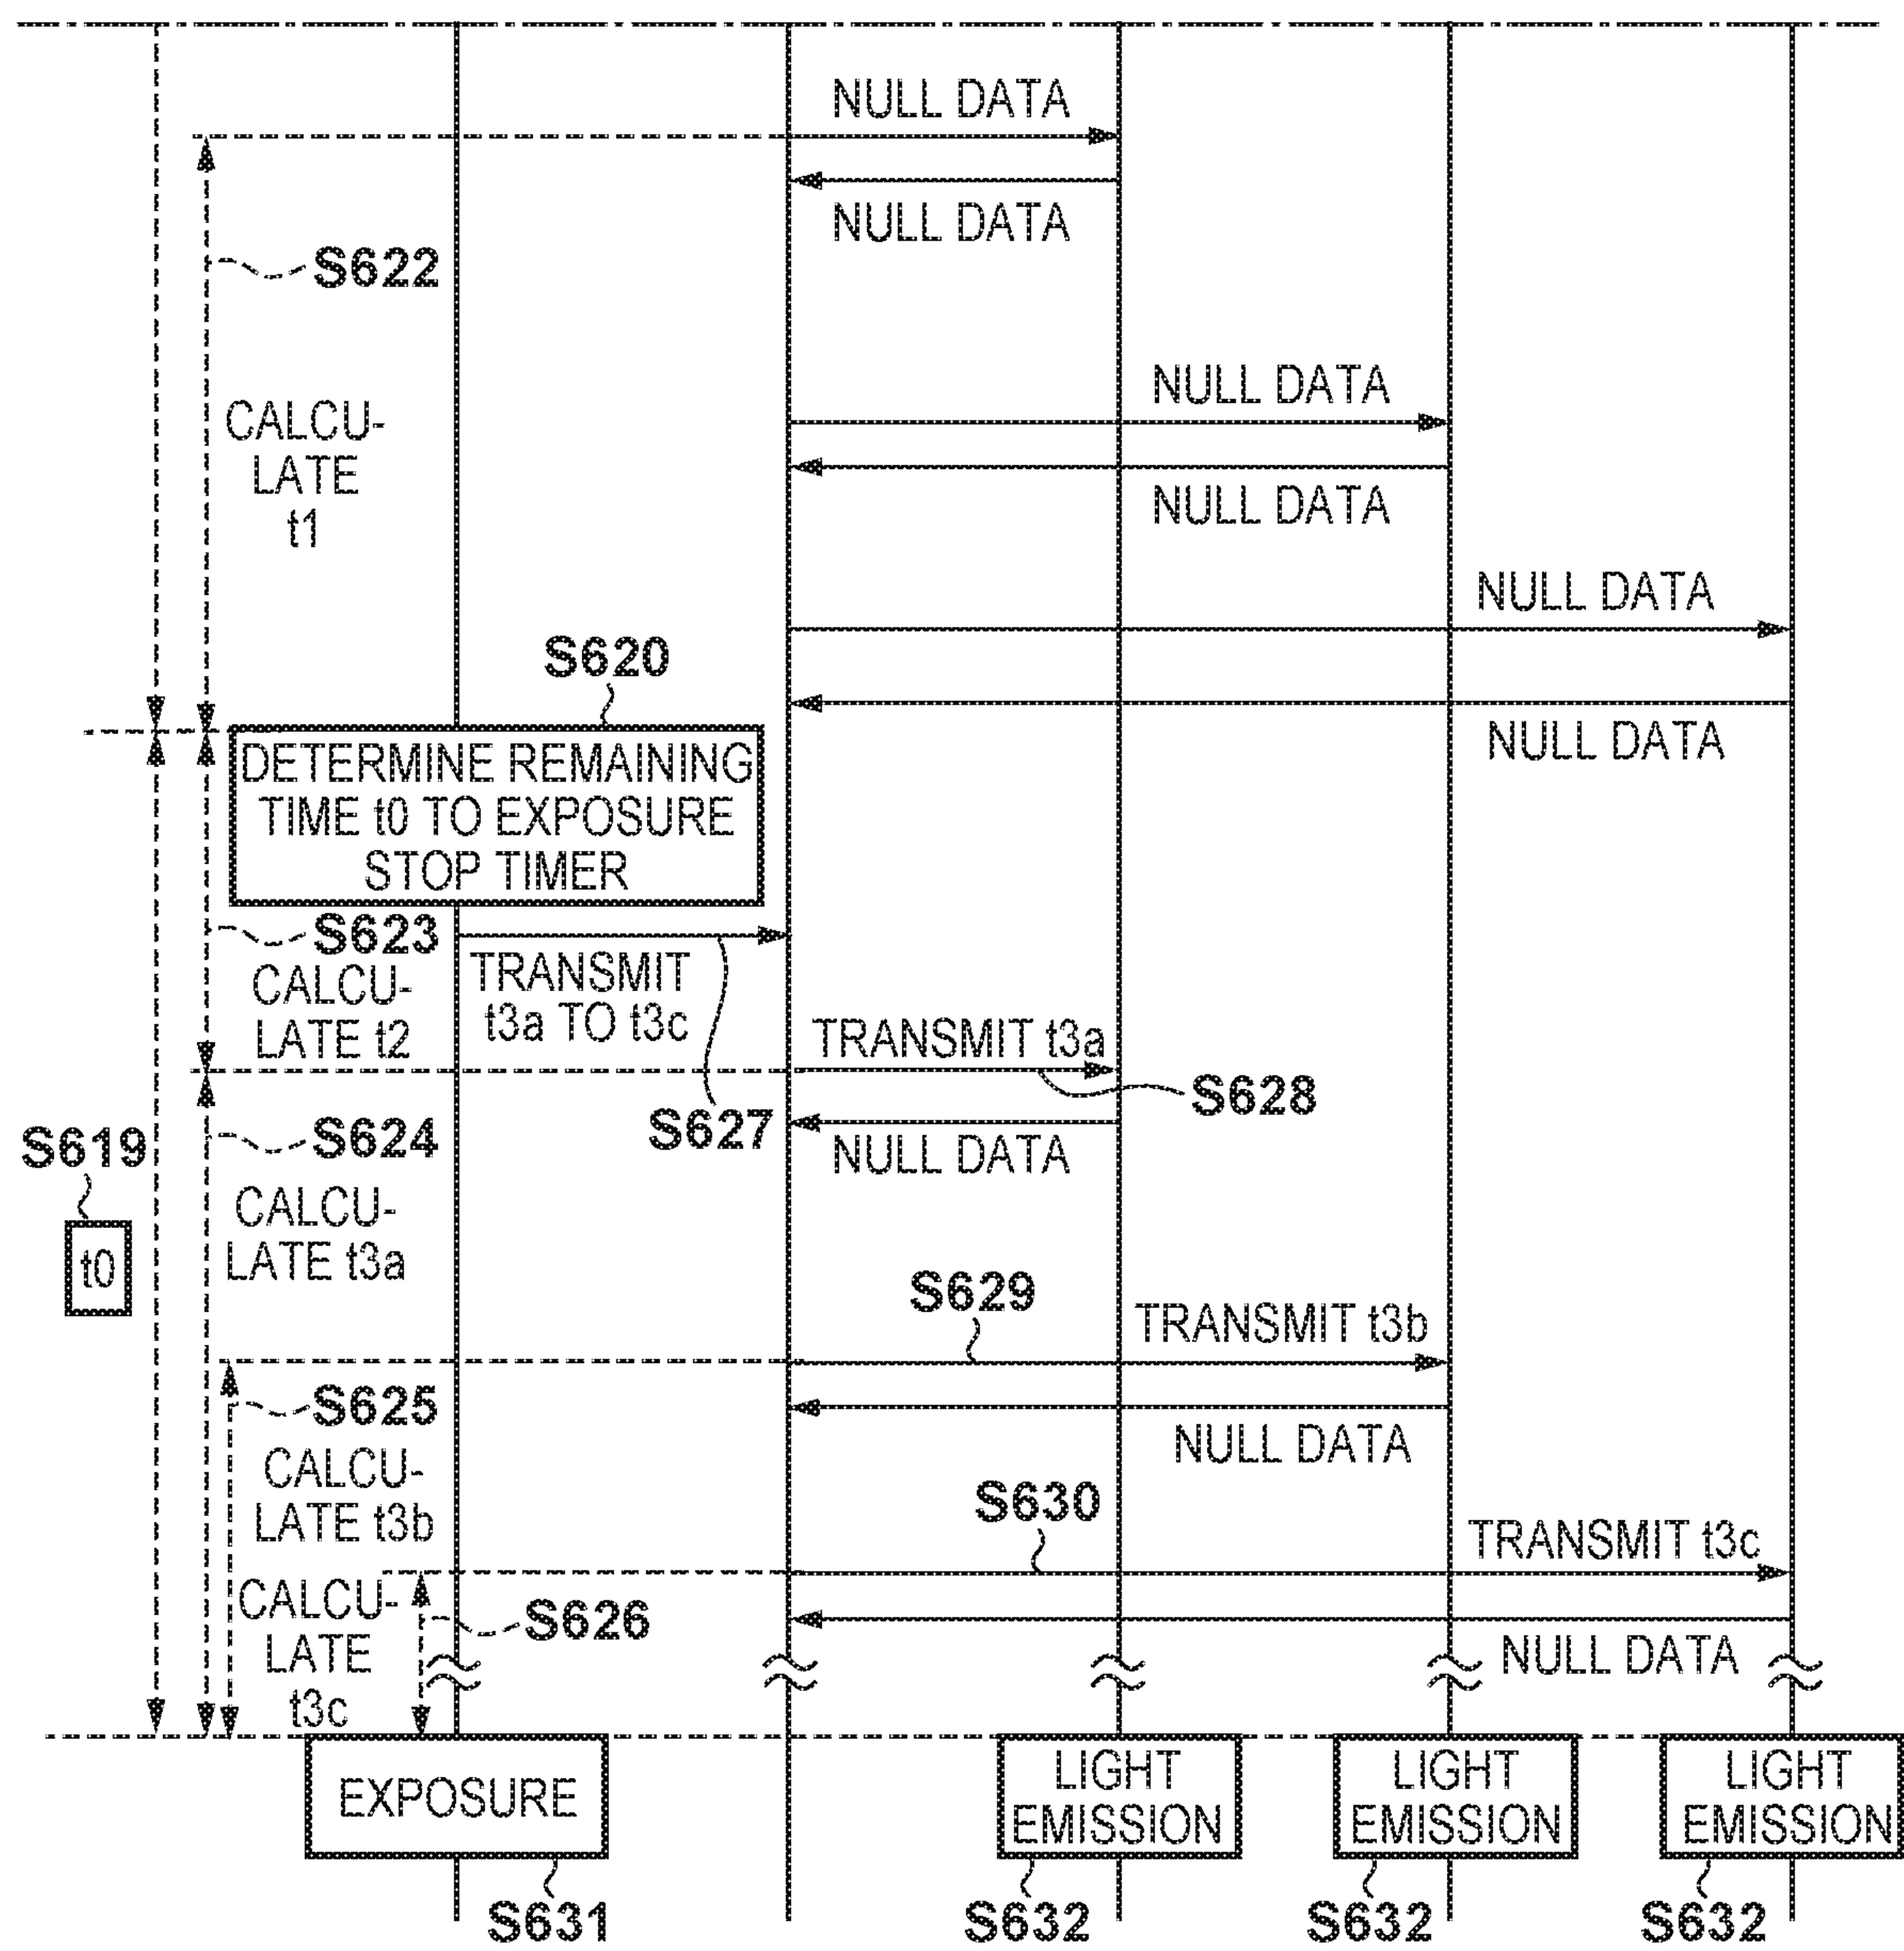 NULL DATA
NULL DATA
S622
NULL DATA
CALCU-
LATE
t1
NULL DATA
NULL DATA
S620
NULL DATA
DETERMINE REMAINING
TIME t0 TO EXPOSURE
STOP TIMER
S623
CALCU-
LATE t2
TRANSMIT
t3a TO t3c
TRANSMIT t3a
S628
S627
NULL DATA
S619
t0
S624
CALCU-
LATE t3a
S629
TRANSMIT t3b
S625
NULL DATA
CALCU-
LATE t3b
S630
TRANSMIT t3c
CALCU-
LATE
t3c
S626
NULL DATA
EXPOSURE
LIGHT
EMISSION
LIGHT
EMISSION
LIGHT
EMISSION
S631
S632
S632
S632